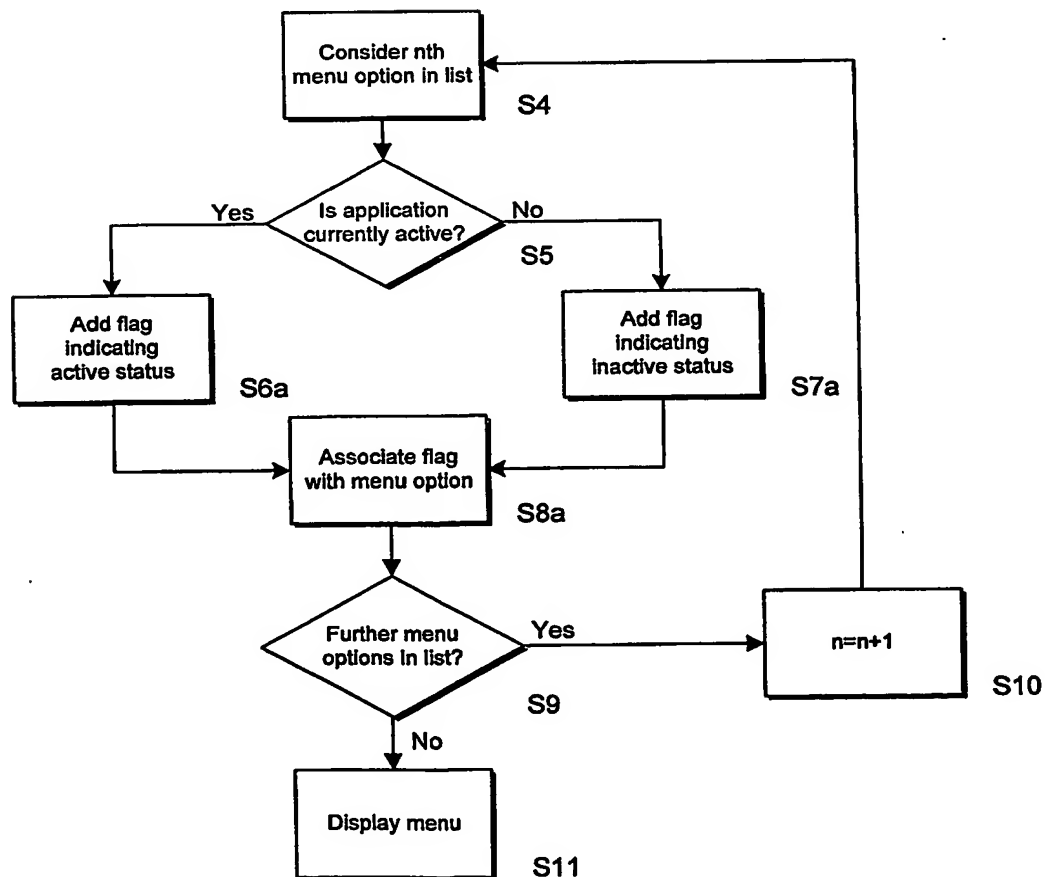 Consider nth
menu option in list
S4
Is application
currently active?
Yes
No
S5
Add flag
indicating
active status
S6a
Add flag
indicating
inactive status
S7a
Associate flag
with menu option
S8a
Further menu
options in list?
Yes
S9
n=n+1
S10
No
Display menu
S11